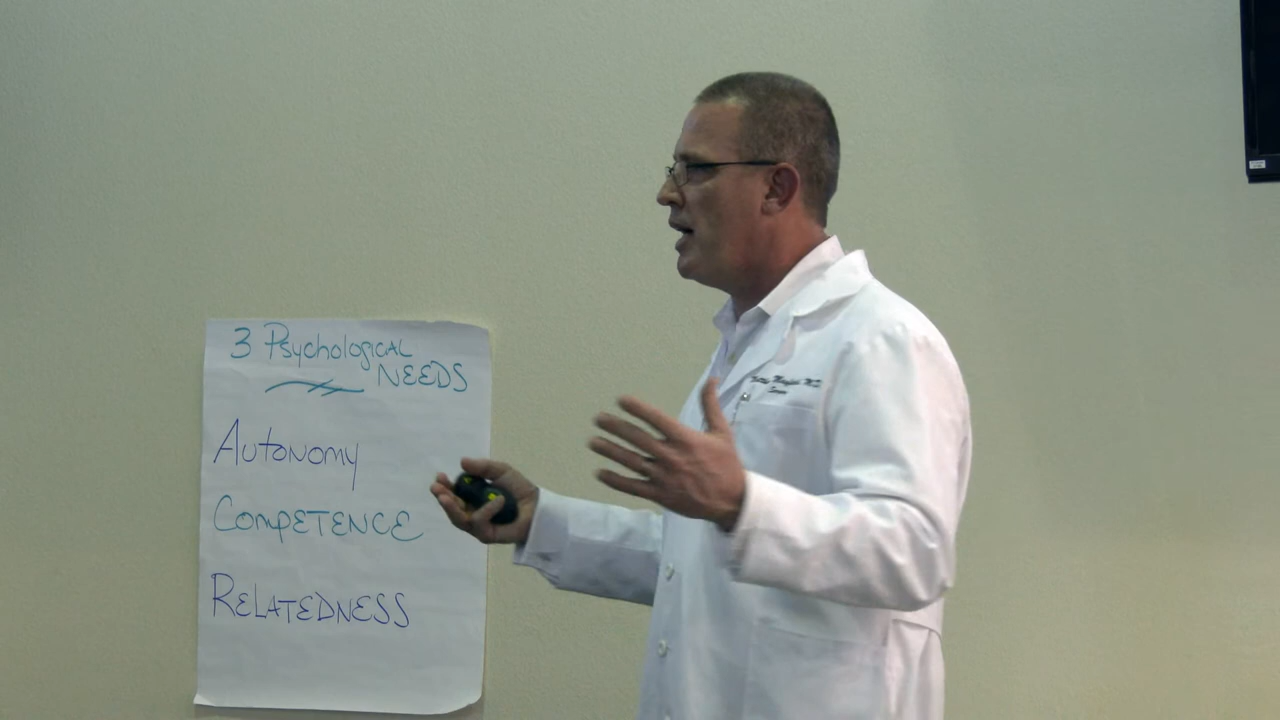 3 Psychological
NEEDS
Autonomy
Competence
Relatedness